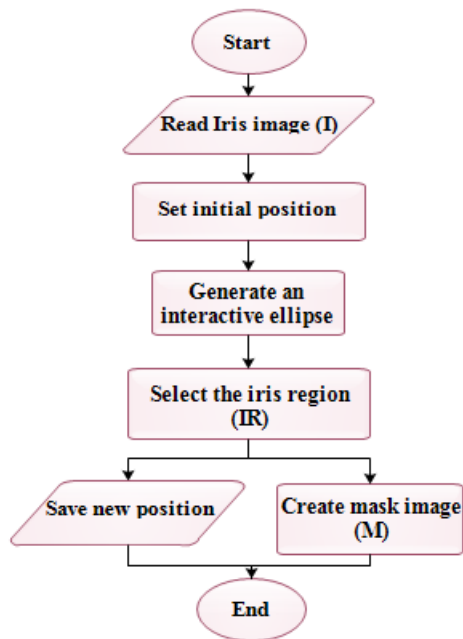 Start
Read Iris image (I)
Set initial position
Generate an
interactive ellipse
Select the iris region
(IR)
Save new position
Create mask image
(M)
End